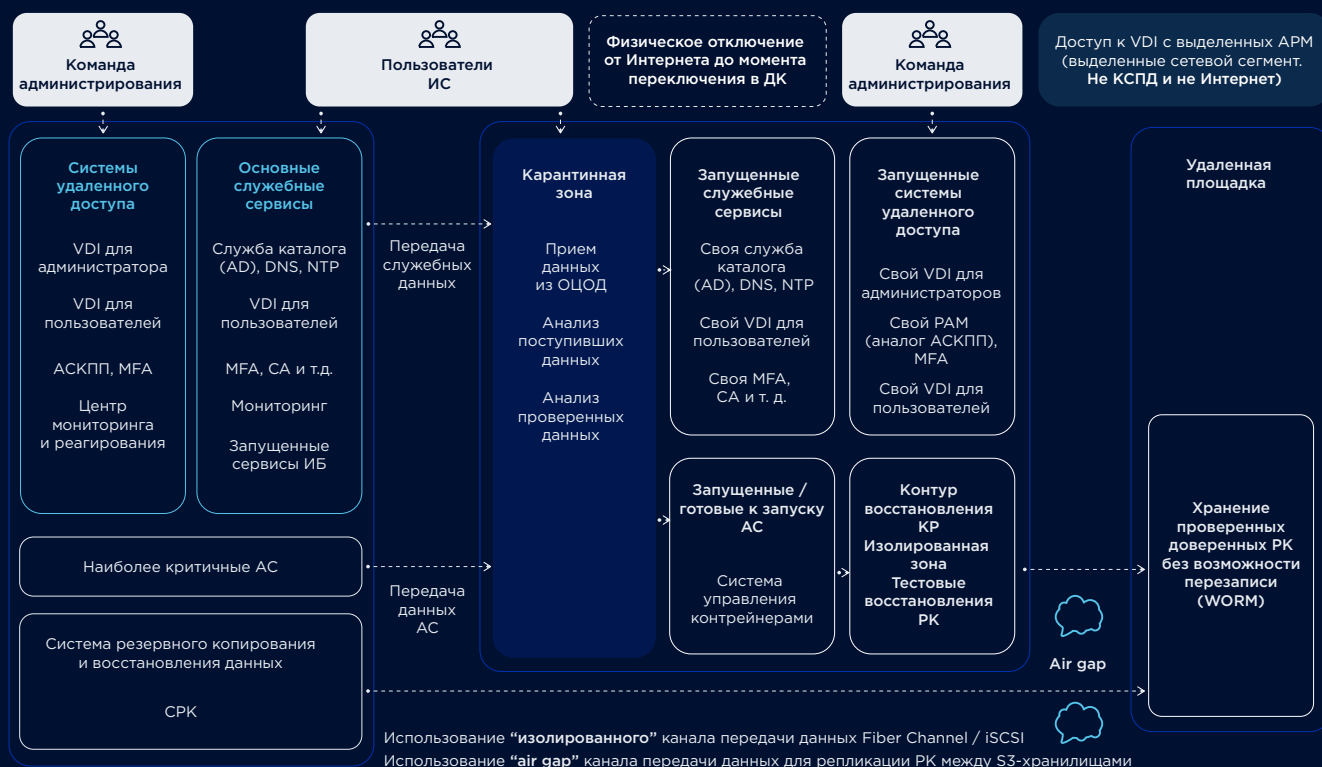 Команда
администрирования
Пользователи
ИС
Физическое отключение
от Интернета до момента
переключения в ДК
Команда
администрирования
Доступ к VDI с выделенных АРМ
(выделенные сетевой сегмент.
Не КСПД и не Интернет)
Системы
удаленного
доступа
VDI для
администратора
VDI для
пользователей
АСКПП, MFA
Центр
мониторинга
и реагирования
Основные
служебные
сервисы
Служба каталога
(AD), DNS, NTP
VDI для
пользователей
MFA, CA и т.д.
Мониторинг
Запущенные
сервисы ИБ
Передача
служебных
данных
Карантинная
зона
Прием
данных
из ОЦОД
Анализ
поступивших
данных
Анализ
проверенных
данных
Запущенные
служебные
сервисы
Своя служба
каталога
(AD), DNS, NTP
Свой VDI для
пользователей
Своя MFA,
CA и т. д.
Запущенные
системы
удаленного
доступа
Свой VDI для
администраторов
Свой PAM
(аналог АСКПП),
MFA
Свой VDI для
пользователей
Удаленная
площадка
Наиболее критичные АС
Передача
данных
АС
Запущенные /
готовые к запуску
АС
Система
управления
контейнерами
Контур
восстановления
КР
Изолированная
зона
Тестовые
восстановления
РК
Хранение
проверенных
доверенных РК
без возможности
перезаписи
(WORM)
Система резервного копирования
и восстановления данных
СРК
Air gap
Использование “изолированного” канала передачи данных Fiber Channel / iSCSI
Использование “air gap” канала передачи данных для репликации РК между S3-хранилищами